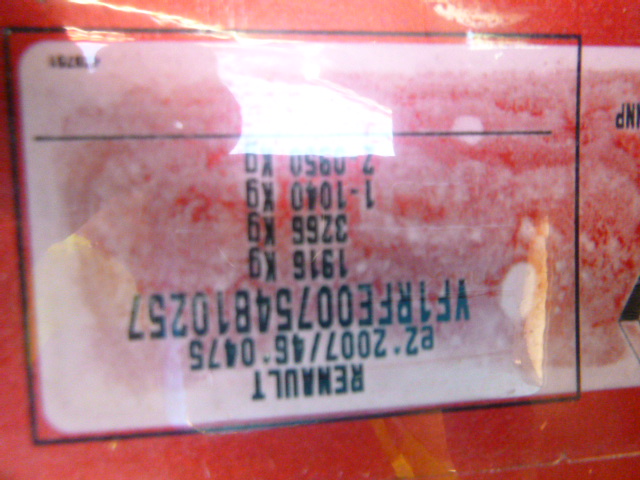 RENAULT
e2*2007/46*0475
VF1RFE00754810257
1916 Kg
3266 Kg
1-1040 Kg
2-0950 Kg